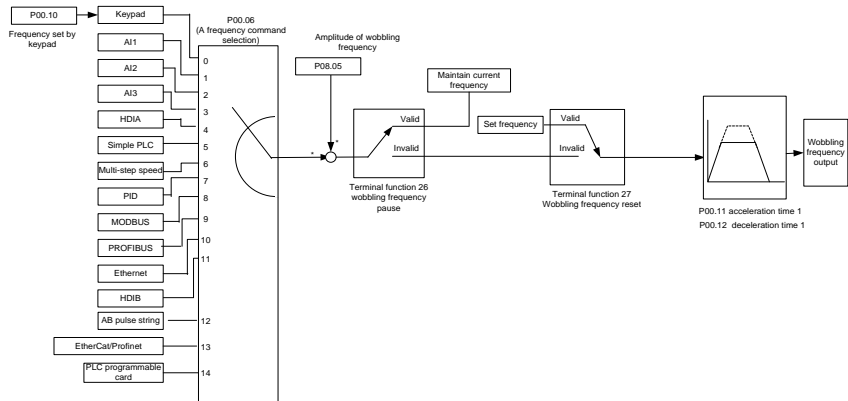 P00.10
Frequency set by
keypad
Keypad
AI1
AI2
AI3
HDIA
Simple PLC
Multi-step speed
PID
MODBUS
PROFIBUS
Ethernet
HDIB
AB pulse string
EtherCat/Profinet
PLC programmable
card
P00.06
(A frequency command
selection)
0
1
2
3
4
5
6
7
8
9
10
11
12
13
14
Amplitude of wobbling
frequency
P08.05
*
*
Maintain current
frequency
Valid
Invalid
Terminal function 26
wobbling frequency
pause
Set frequency
Valid
Invalid
Terminal function 27
Wobbling frequency reset
P00.11 acceleration time 1
P00.12 deceleration time 1
Wobbling
frequency
output